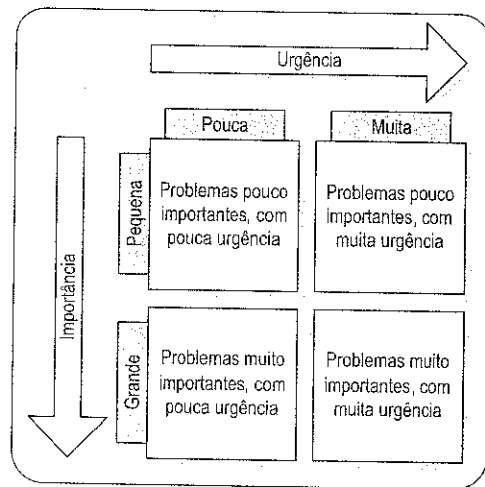 Urgência
Pouca
Muita
Importância
Pequena
Problemas pouco
importantes, com
pouca urgência
Problemas pouco
importantes, com
muita urgência
Grande
Problemas muito
importantes, com
pouca urgência
Problemas muito
importantes, com
muita urgência